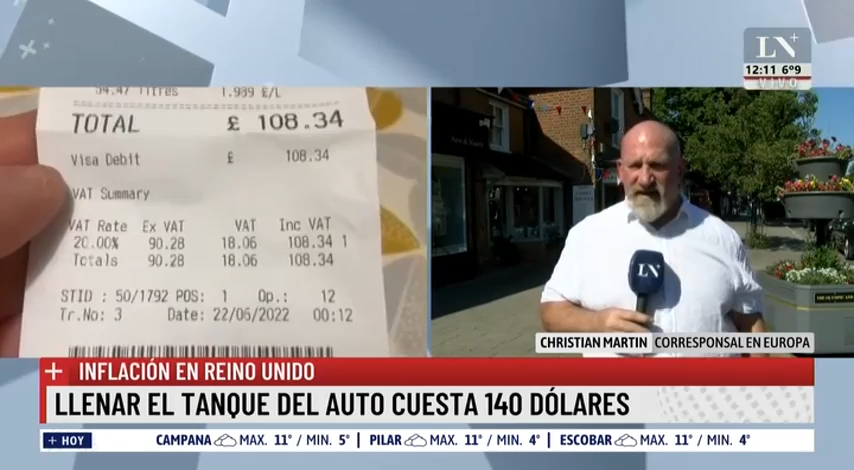 LN+
12:11 6º9
VIVO
54.47 litres 1.989 £/L
TOTAL £ 108.34
Visa Debit £ 108.34
VAT Summary
VAT Rate Ex VAT VAT Inc VAT
20.00% 90.28 18.06 108.34 1
Totals 90.28 18.06 108.34
STID : 50/1792 POS: 1 Op.: 12
Tr.No: 3 Date: 22/06/2022 00:12
LN
CHRISTIAN MARTIN CORRESPONSAL EN EUROPA
+ INFLACIÓN EN REINO UNIDO
LLENAR EL TANQUE DEL AUTO CUESTA 140 DÓLARES
+ HOY CAMPANA MAX. 11° / MIN. 5° | PILAR MAX. 11° / MIN. 4° | ESCOBAR MAX. 11° / MIN. 4°